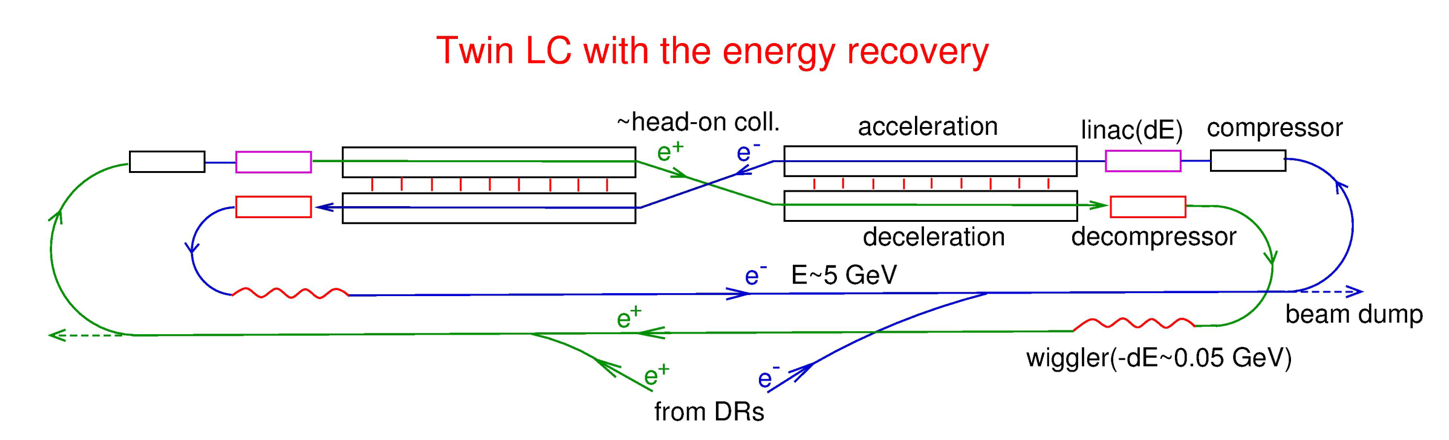 Twin LC with the energy recovery
~head-on coll.
acceleration
linac(dE)
compressor
e+
e-
deceleration
decompressor
e-
E~5 GeV
beam dump
e+
wiggler(-dE~0.05 GeV)
e+
e-
from DRs